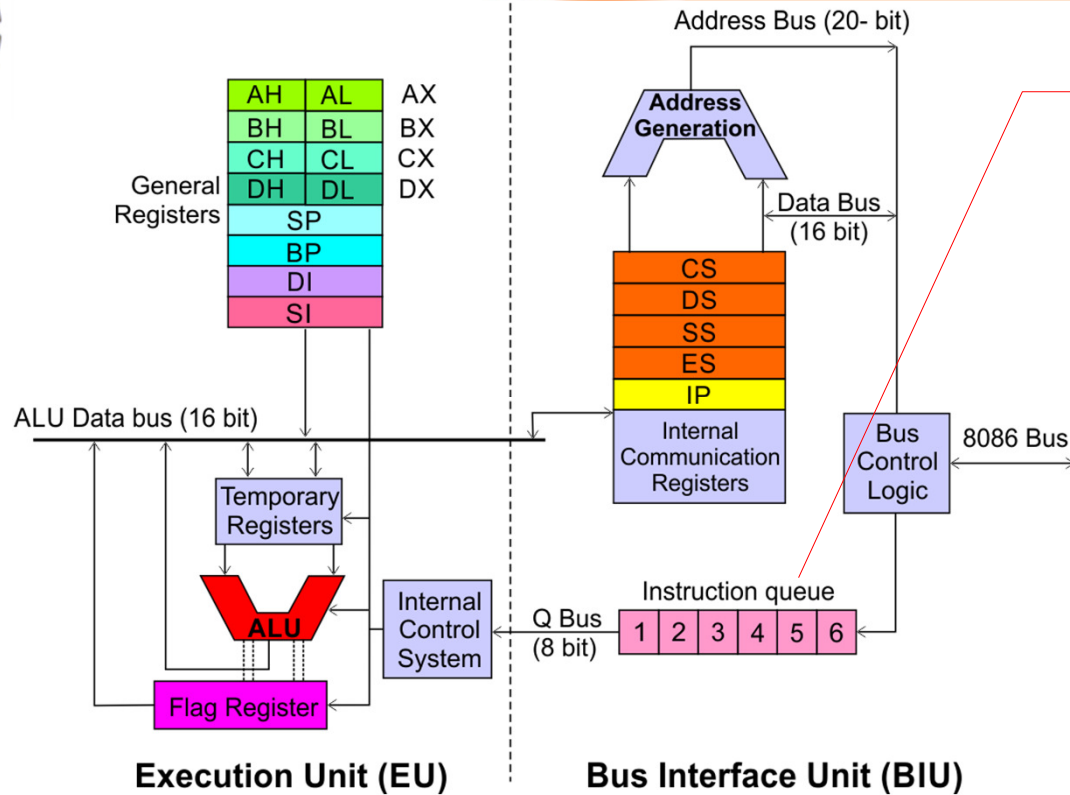 Address Bus (20- bit)
AH AL AX
BH BL BX
CH CL CX
DH DL DX
General
Registers
SP
BP
DI
SI
ALU Data bus (16 bit)
Temporary
Registers
ALU
Flag Register
Internal
Control
System
Execution Unit (EU)
Address
Generation
Data Bus
(16 bit)
CS
DS
SS
ES
IP
Internal
Communication
Registers
Bus
Control
Logic
8086 Bus
Instruction queue
1 2 3 4 5 6
Q Bus
(8 bit)
Bus Interface Unit (BIU)